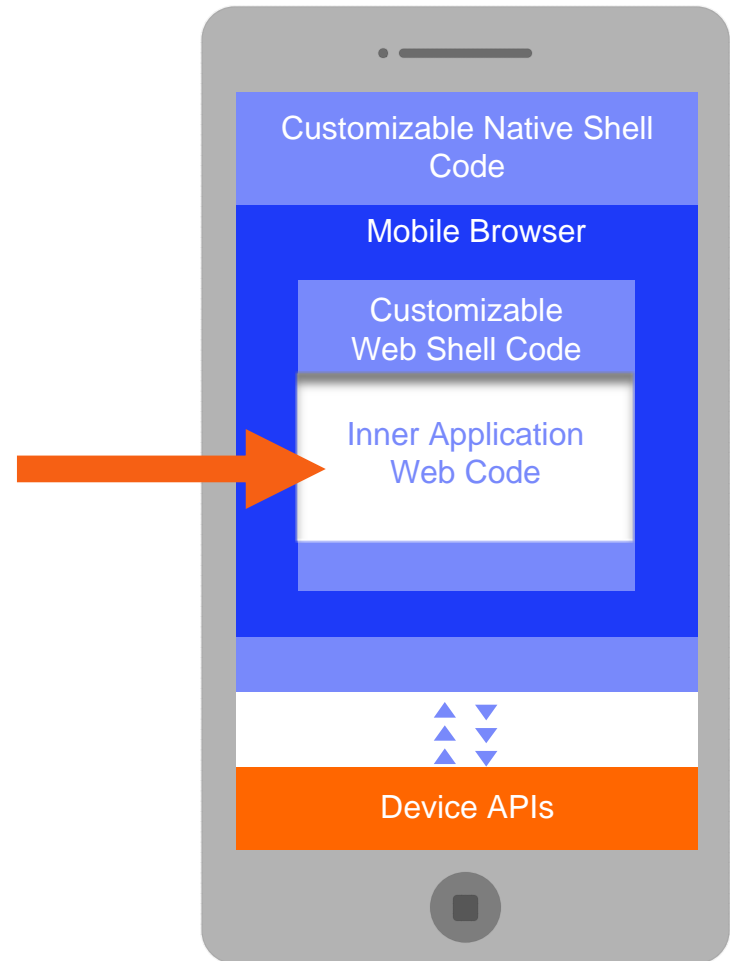 Customizable Native Shell
Code
Mobile Browser
Customizable
Web Shell Code
Inner Application
Web Code
Device APIs